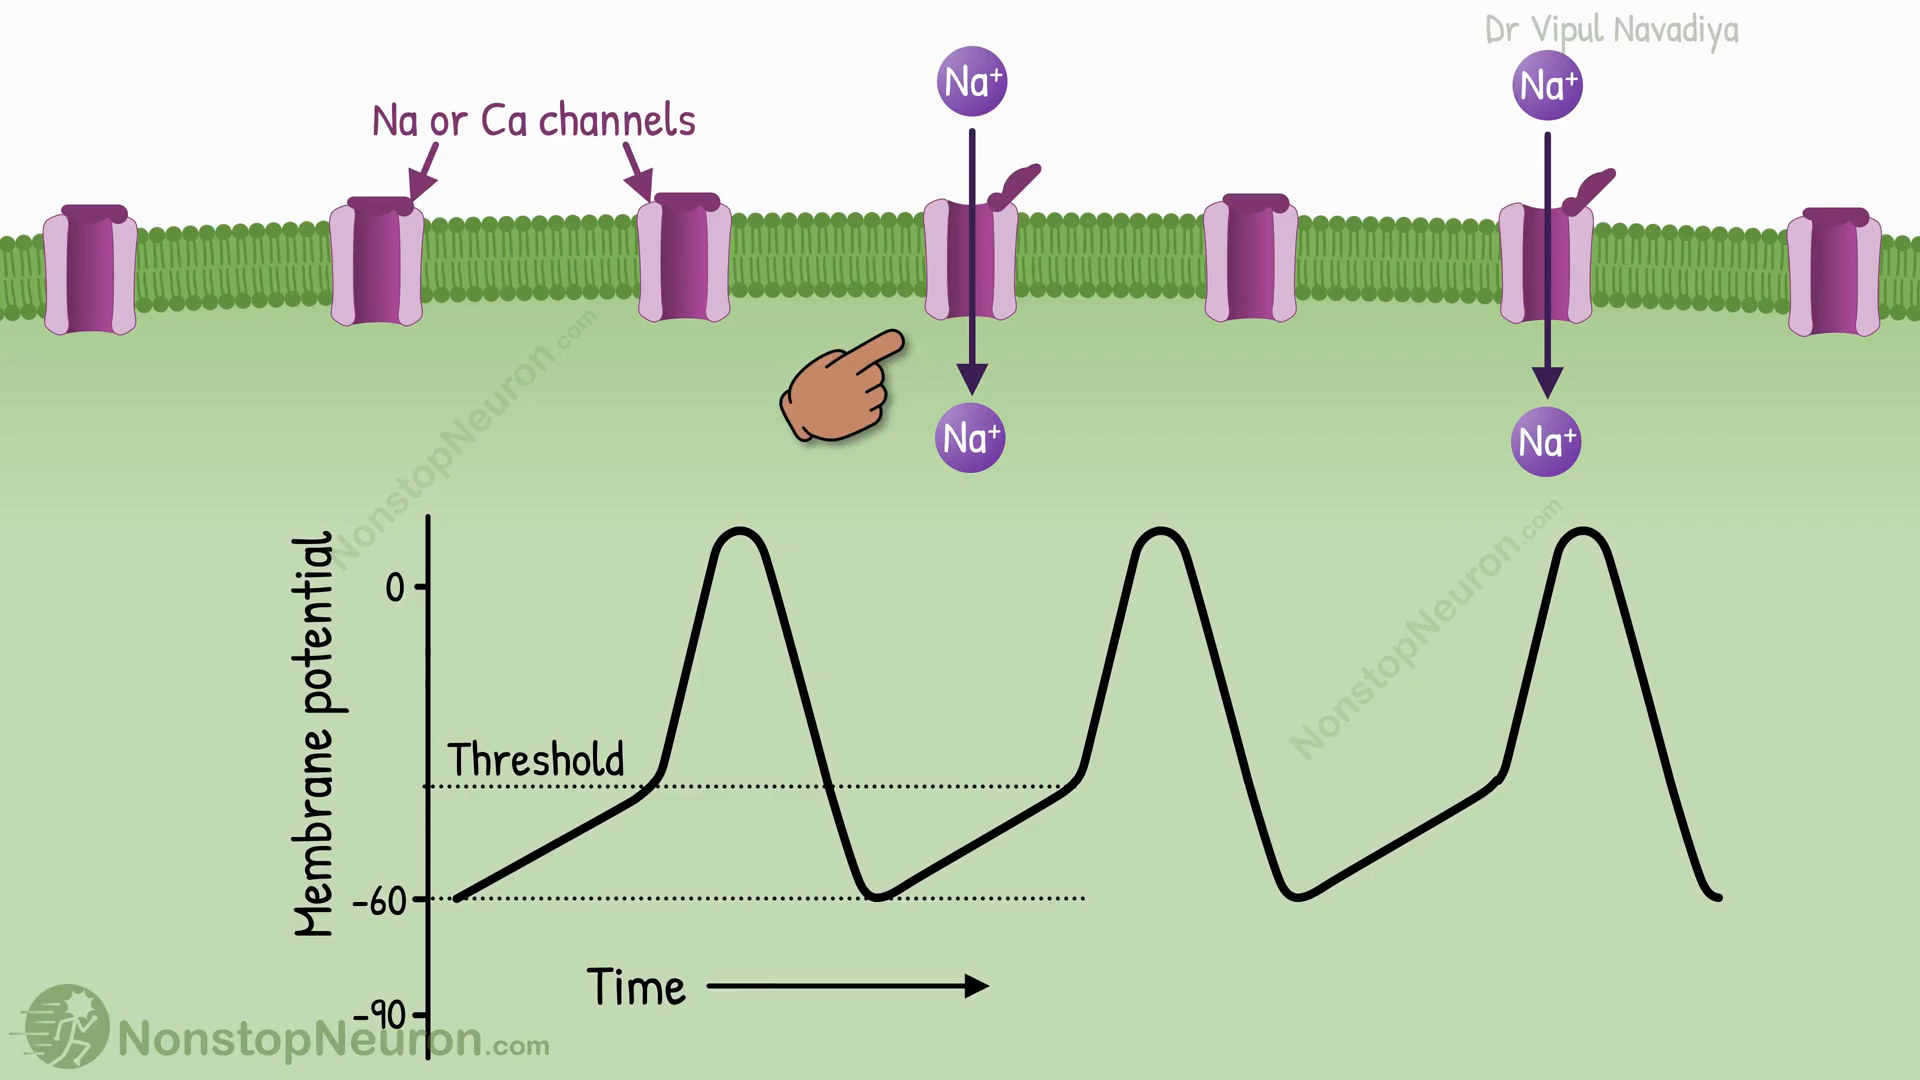 Dr Vipul Navadiya
Na⁺
Na⁺
Na or Ca channels
Na⁺
Na⁺
NonstopNeuron.com
NonstopNeuron.com
Membrane potential
0
Threshold
-60
-90
Time
NonstopNeuron.com